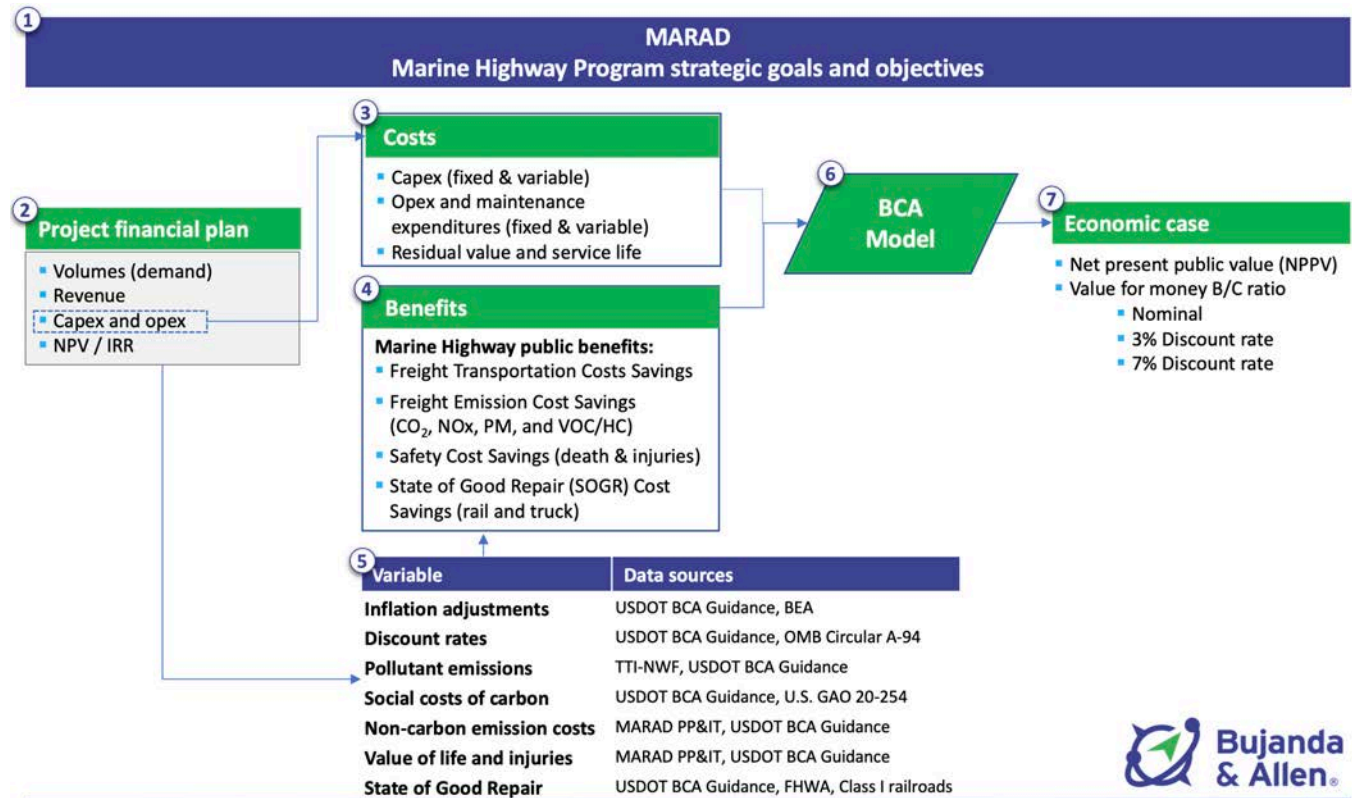 1
MARAD
Marine Highway Program strategic goals and objectives
2
Project financial plan
▪ Volumes (demand)
▪ Revenue
▪ Capex and opex
▪ NPV / IRR
3
Costs
▪ Capex (fixed & variable)
▪ Opex and maintenance
expenditures (fixed & variable)
▪ Residual value and service life
4
Benefits
Marine Highway public benefits:
▪ Freight Transportation Costs Savings
▪ Freight Emission Cost Savings
(CO₂, NOx, PM, and VOC/HC)
▪ Safety Cost Savings (death & injuries)
▪ State of Good Repair (SOGR) Cost
Savings (rail and truck)
5
Variable Data sources
Inflation adjustments USDOT BCA Guidance, BEA
Discount rates USDOT BCA Guidance, OMB Circular A-94
Pollutant emissions TTI-NWF, USDOT BCA Guidance
Social costs of carbon USDOT BCA Guidance, U.S. GAO 20-254
Non-carbon emission costs MARAD PP&IT, USDOT BCA Guidance
Value of life and injuries MARAD PP&IT, USDOT BCA Guidance
State of Good Repair USDOT BCA Guidance, FHWA, Class I railroads
6
BCA
Model
7
Economic case
▪ Net present public value (NPPV)
▪ Value for money B/C ratio
▪ Nominal
▪ 3% Discount rate
▪ 7% Discount rate
Bujanda
& Allen®